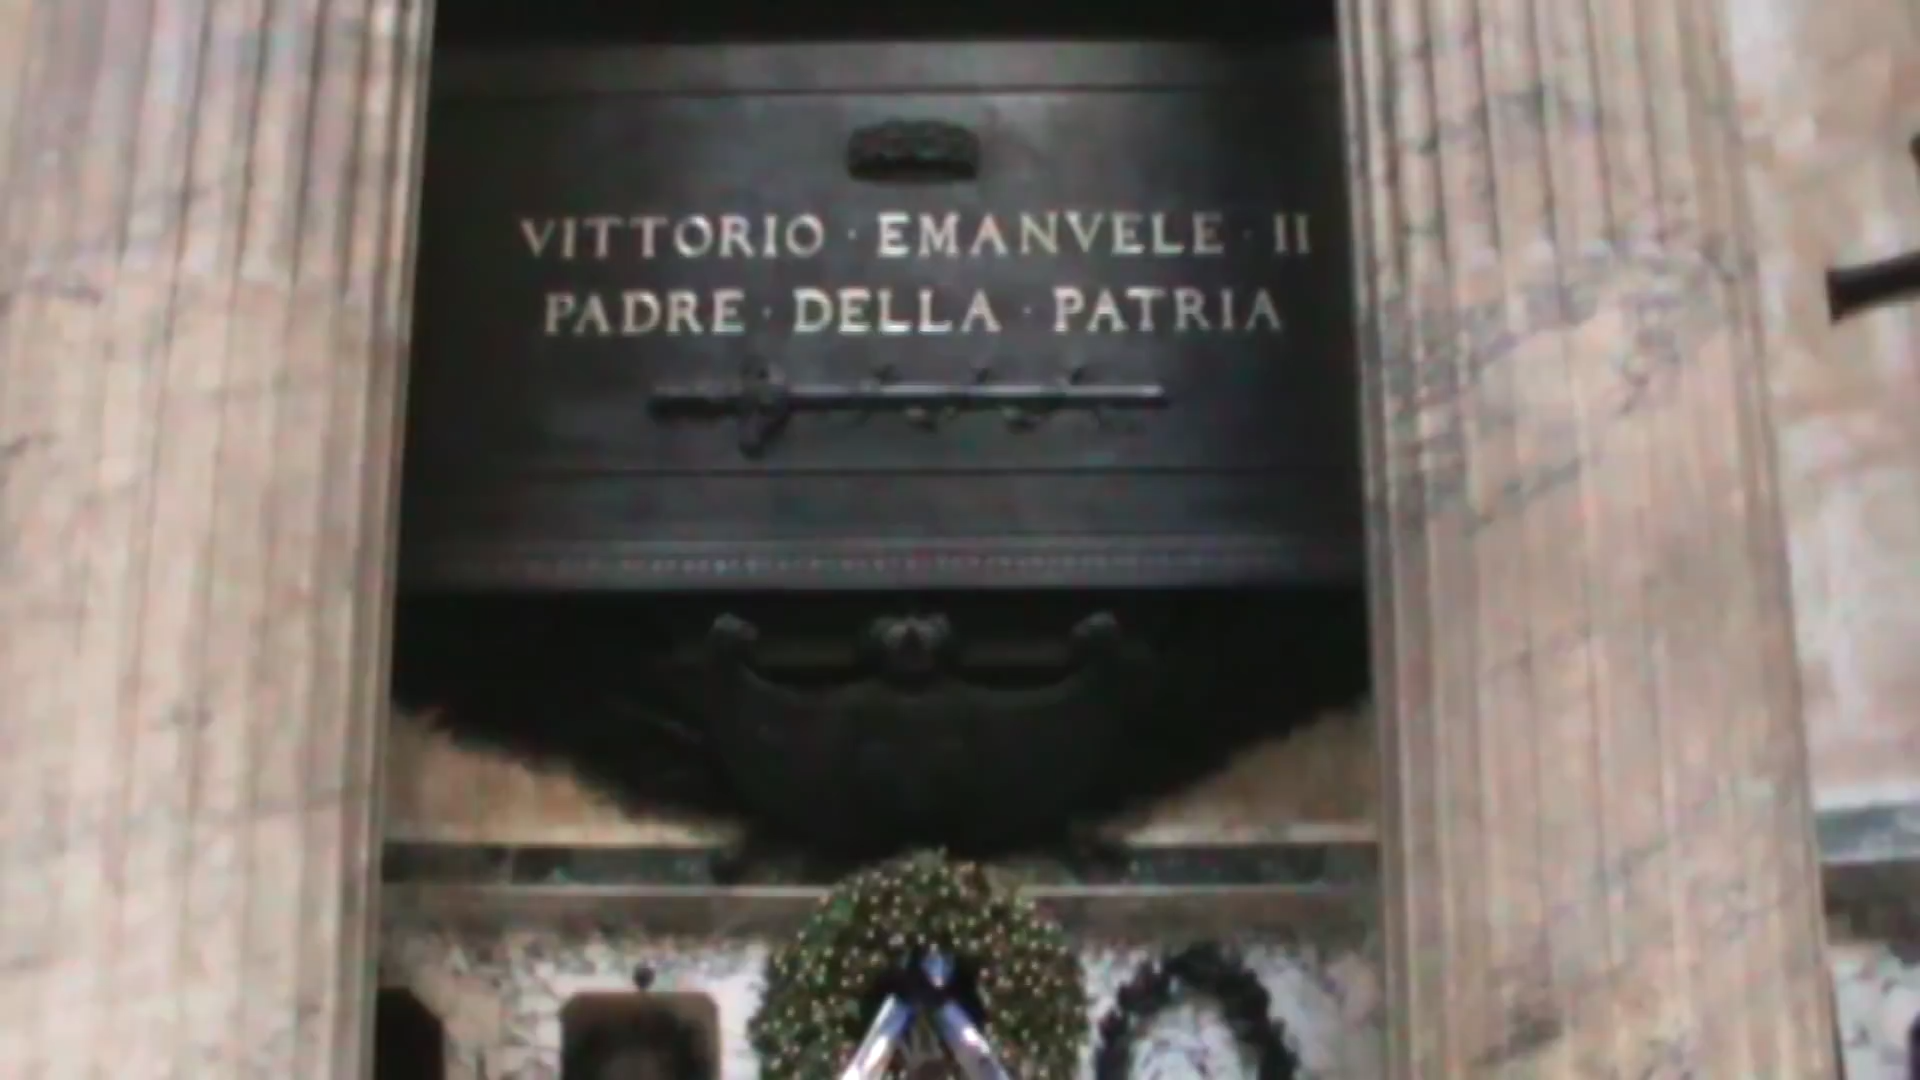 VITTORIO · EMANVELE · II
PADRE · DELLA · PATRIA